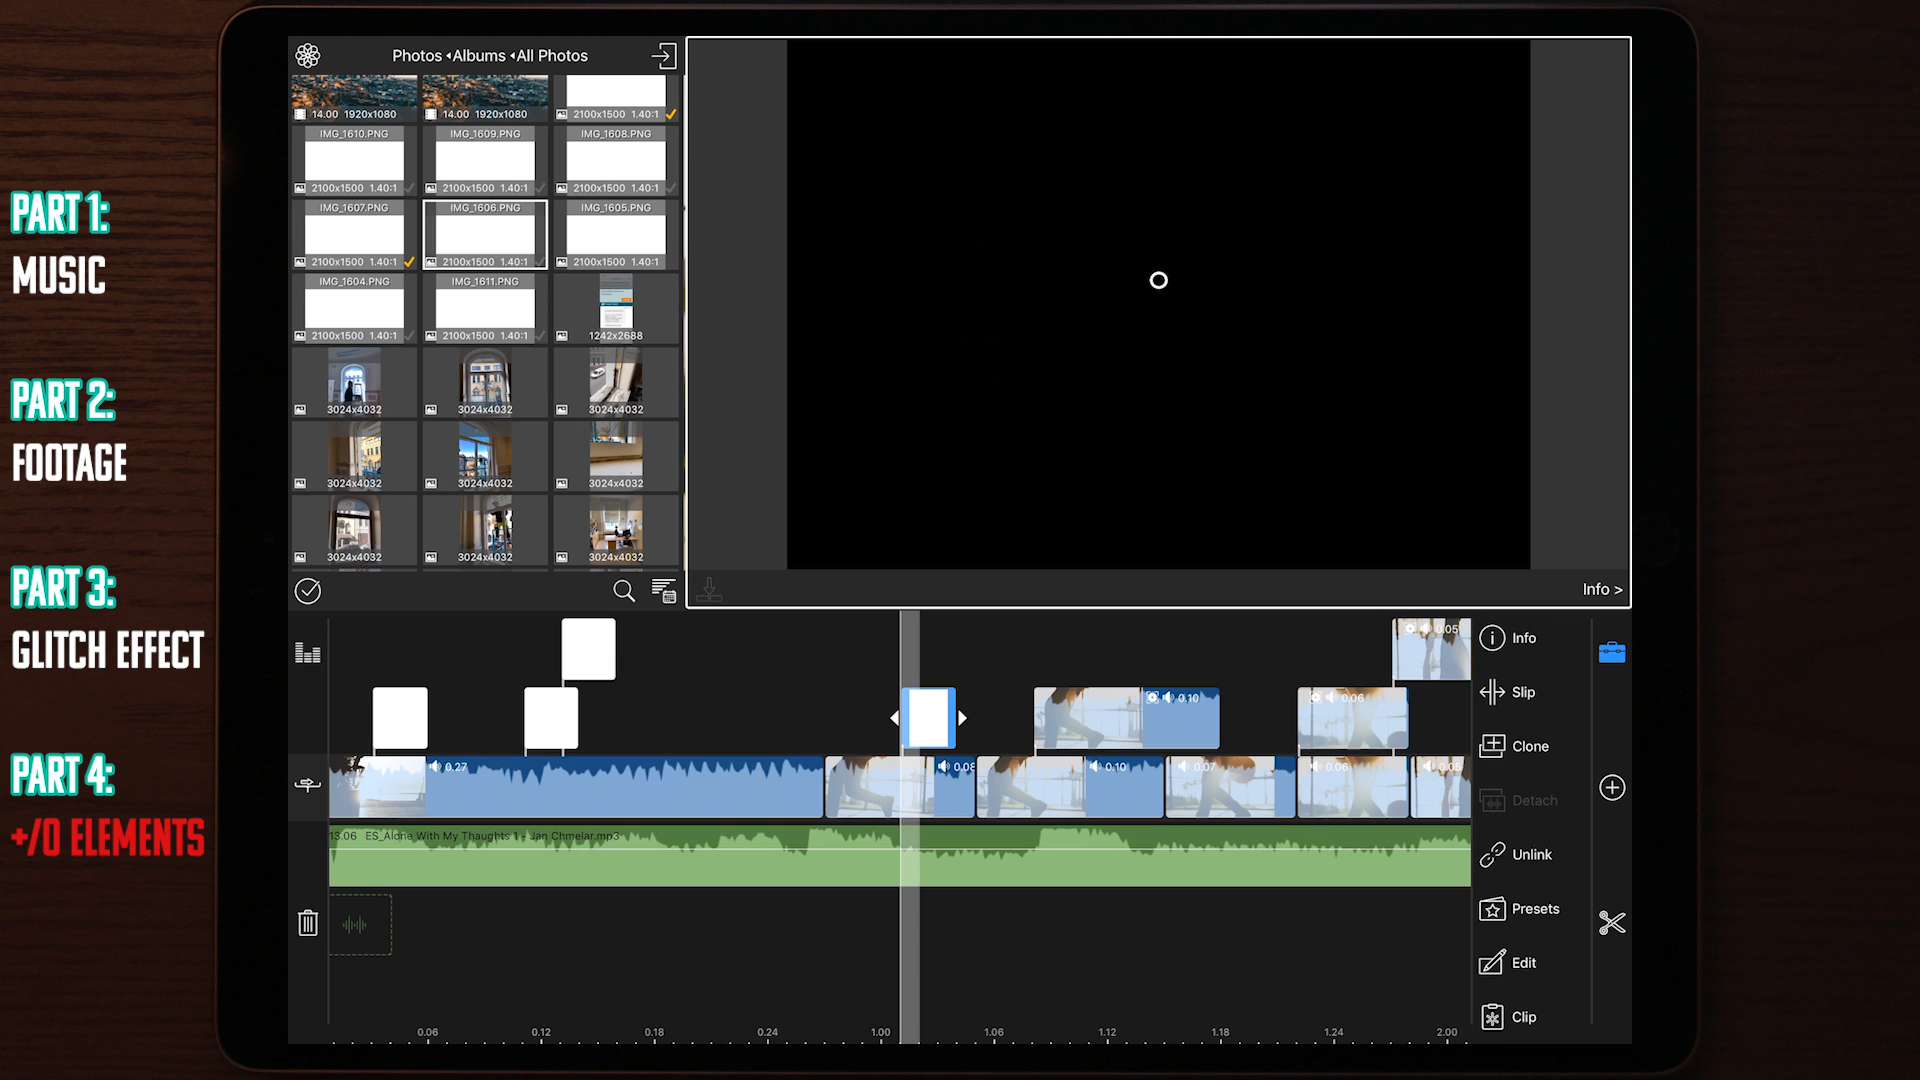 PART 1:
MUSIC
PART 2:
FOOTAGE
PART 3:
GLITCH EFFECT
PART 4:
+/O ELEMENTS
Photos Albums All Photos
14.00 1920x1080
14.00 1920x1080
2100x1500 1.40:1
IMG_1610.PNG
2100x1500 1.40:1
IMG_1609.PNG
2100x1500 1.40:1
IMG_1608.PNG
2100x1500 1.40:1
IMG_1607.PNG
2100x1500 1.40:1
IMG_1606.PNG
2100x1500 1.40:1
IMG_1605.PNG
2100x1500 1.40:1
IMG_1604.PNG
2100x1500 1.40:1
IMG_1611.PNG
2100x1500 1.40:1
1242x2688
3024x4032
3024x4032
3024x4032
3024x4032
3024x4032
3024x4032
3024x4032
3024x4032
3024x4032
Info >
0.05
0.10
0.06
0.27
0.08
0.10
0.07
0.06
0.05
13.06 ES_Alone With My Thoughts 1 - Jan Chmelar.mp3
0.06 0.12 0.18 0.24 1.00 1.06 1.12 1.18 1.24 2.00
Info
Slip
Clone
Detach
Unlink
Presets
Edit
Clip